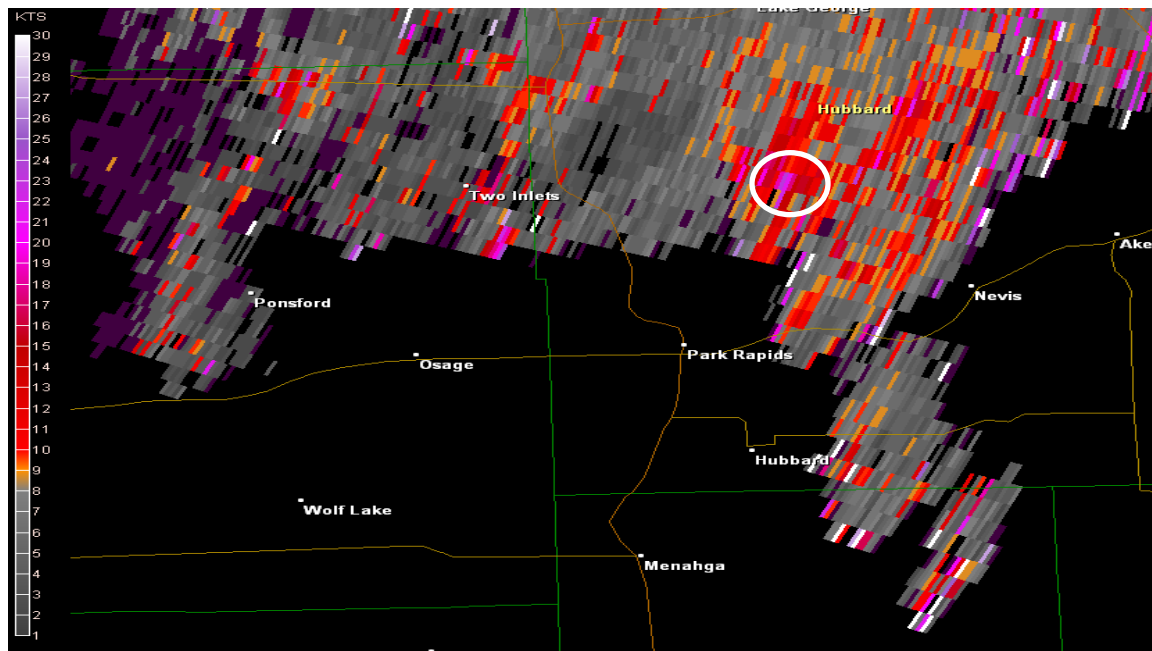 KTS
30
29
28
27
26
25
24
23
22
21
20
19
18
17
16
15
14
13
12
11
10
9
8
7
6
5
4
3
2
1
Lake George
Hubbard
Two Inlets
Ake
Ponsford
Nevis
Park Rapids
Osage
Hubbard
Wolf Lake
Menahga